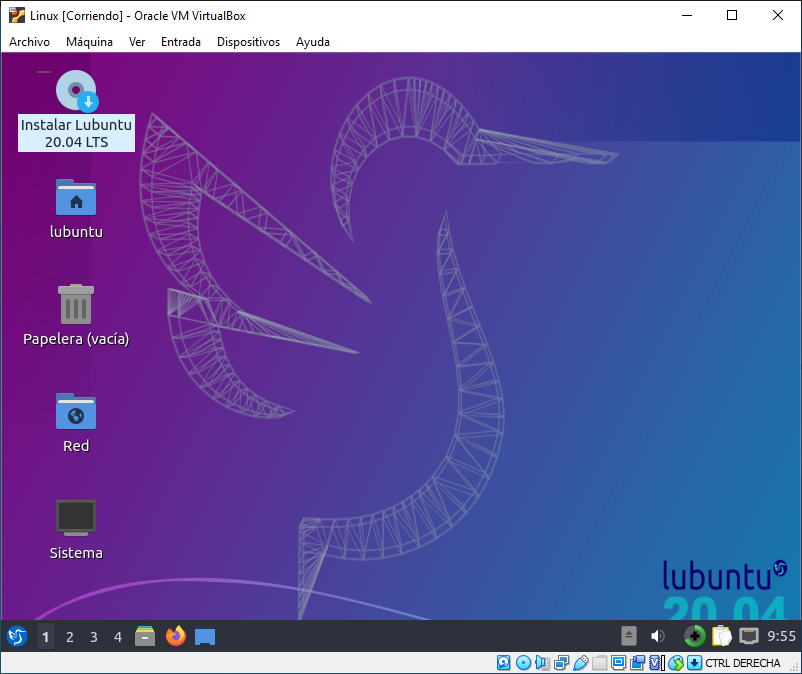 Linux [Corriendo] - Oracle VM VirtualBox
Archivo Máquina Ver Entrada Dispositivos Ayuda
Instalar Lubuntu
20.04 LTS
lubuntu
Papelera (vacía)
Red
Sistema
lubuntu
20.04
1 2 3 4 9:55
CTRL DERECHA